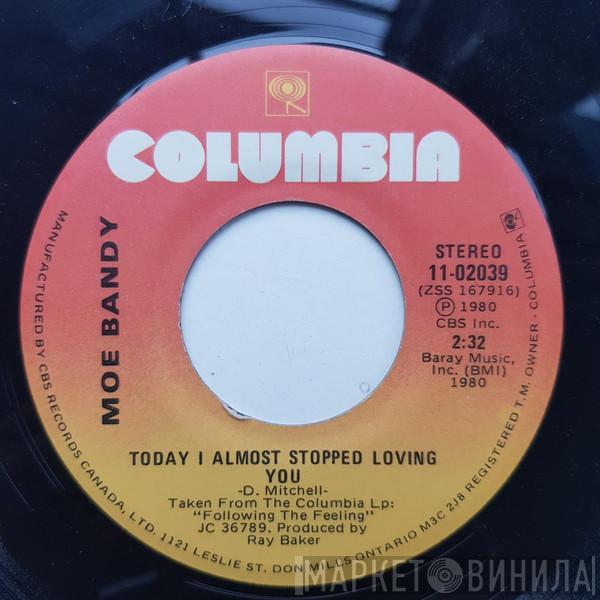 COLUMBIA
MOE BANDY
STEREO
11-02039
(ZSS 167916)
Ⓟ 1980
CBS Inc.
2:32
Baray Music,
Inc. (BMI)
1980
TODAY I ALMOST STOPPED LOVING
YOU
-D. Mitchell-
Taken From The Columbia Lp:
"Following The Feeling"
JC 36789. Produced by
Ray Baker
MANUFACTURED BY CBS RECORDS CANADA, LTD. 1121 LESLIE ST. DON MILLS ONTARIO M3C 2J8 REGISTERED T.M. OWNER - COLUMBIA
МАРКЕТ ВИНИЛА